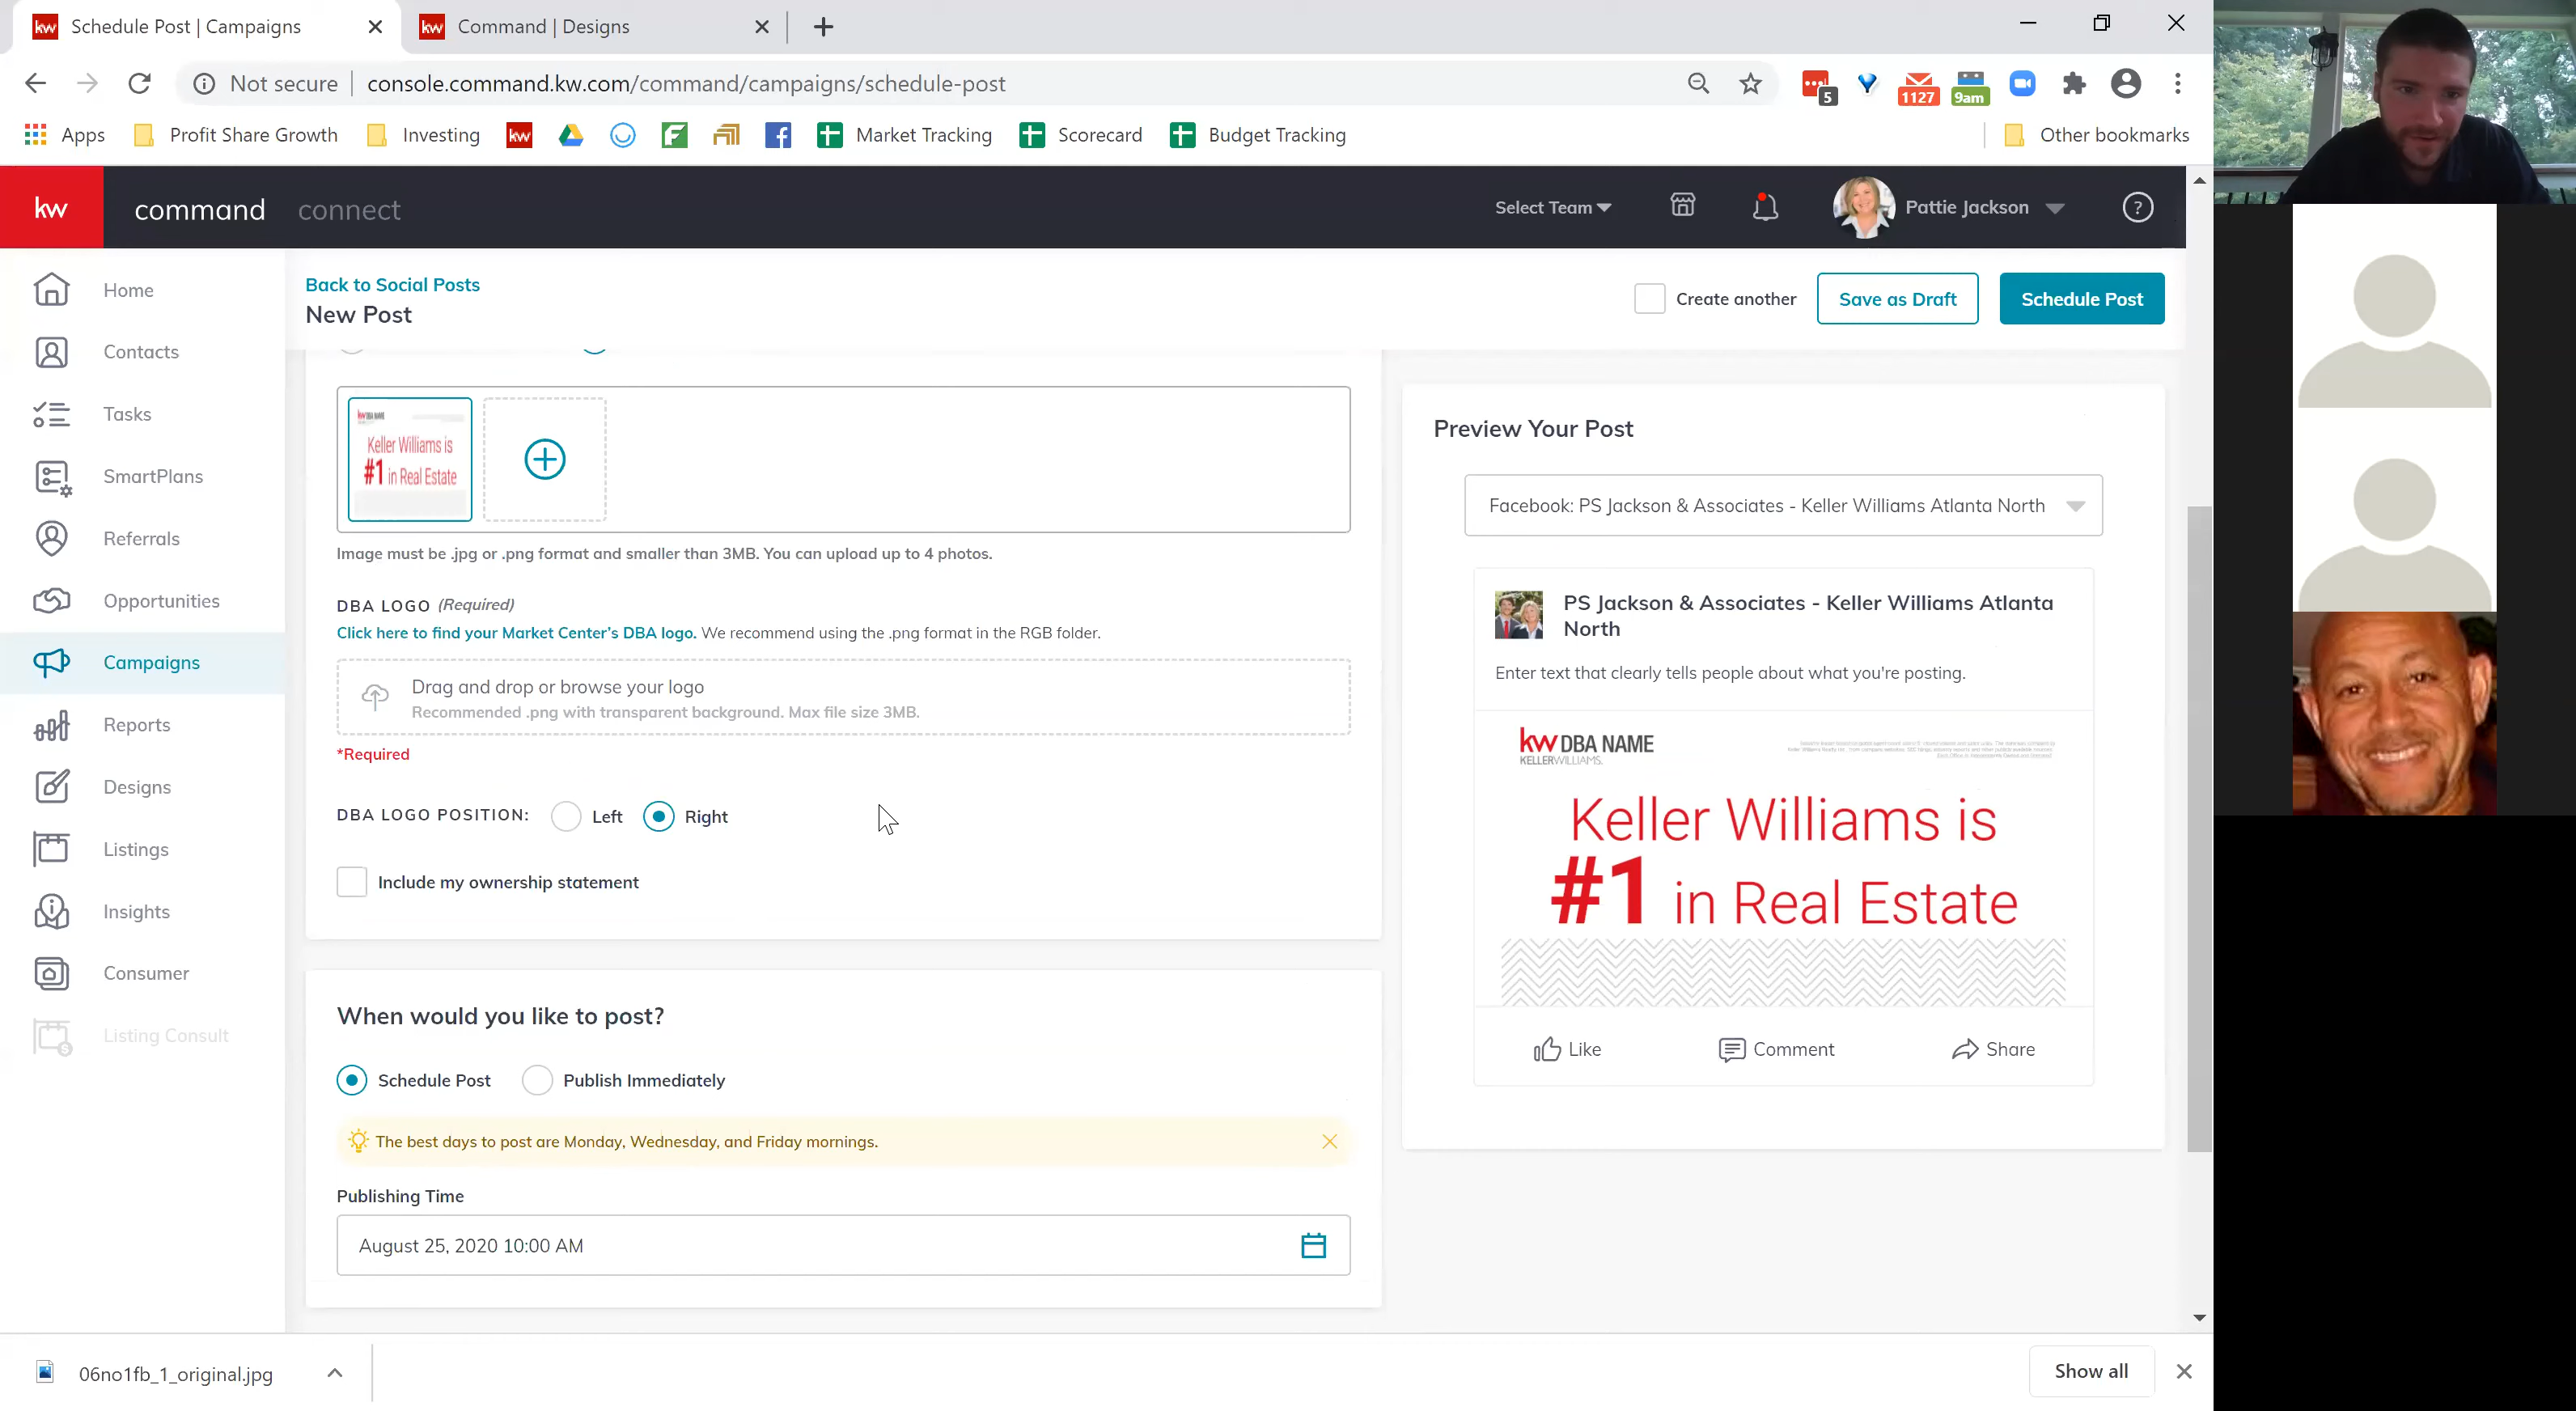 kw Schedule Post | Campaigns
kw Command | Designs
Not secure
console.command.kw.com/command/campaigns/schedule-post
5
1127
9am
Apps
Profit Share Growth
Investing
kw
Market Tracking
Scorecard
Budget Tracking
Other bookmarks
kw
command
connect
Select Team
Pattie Jackson
?
Home
Contacts
Tasks
SmartPlans
Referrals
Opportunities
Campaigns
Reports
Designs
Listings
Insights
Consumer
Listing Consult
Back to Social Posts
New Post
Create another
Save as Draft
Schedule Post
kw DBA NAME
Keller Williams is
#1 in Real Estate
Image must be .jpg or .png format and smaller than 3MB. You can upload up to 4 photos.
DBA LOGO (Required)
Click here to find your Market Center's DBA logo. We recommend using the .png format in the RGB folder.
Drag and drop or browse your logo
Recommended .png with transparent background. Max file size 3MB.
*Required
DBA LOGO POSITION:
Left
Right
Include my ownership statement
When would you like to post?
Schedule Post
Publish Immediately
The best days to post are Monday, Wednesday, and Friday mornings.
Publishing Time
August 25, 2020 10:00 AM
Preview Your Post
Facebook: PS Jackson & Associates - Keller Williams Atlanta North
PS Jackson & Associates - Keller Williams Atlanta
North
Enter text that clearly tells people about what you're posting.
kw DBA NAME
KELLERWILLIAMS.
Keller Williams is
#1 in Real Estate
Like
Comment
Share
06no1fb_1_original.jpg
Show all